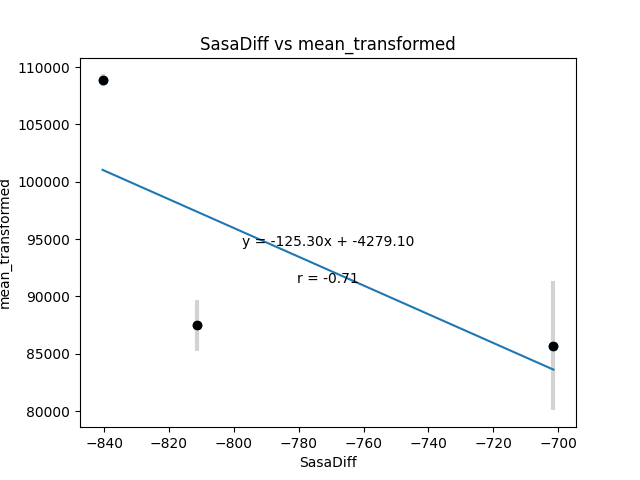 SasaDiff vs mean_transformed
110000
105000
100000
95000
90000
85000
80000
mean_transformed
y = -125.30x + -4279.10
r = -0.71
−840 −820 −800 −780 −760 −740 −720 −700
SasaDiff